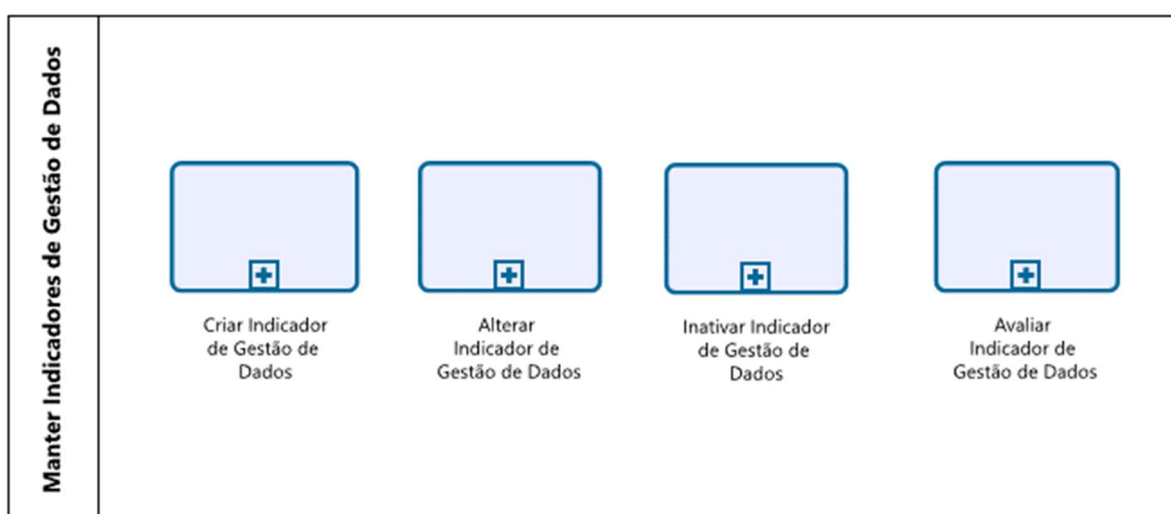 Manter Indicadores de Gestão de Dados
Criar Indicador
de Gestão de
Dados
Alterar
Indicador de
Gestão de Dados
Inativar Indicador
de Gestão de
Dados
Avaliar
Indicador de
Gestão de Dados